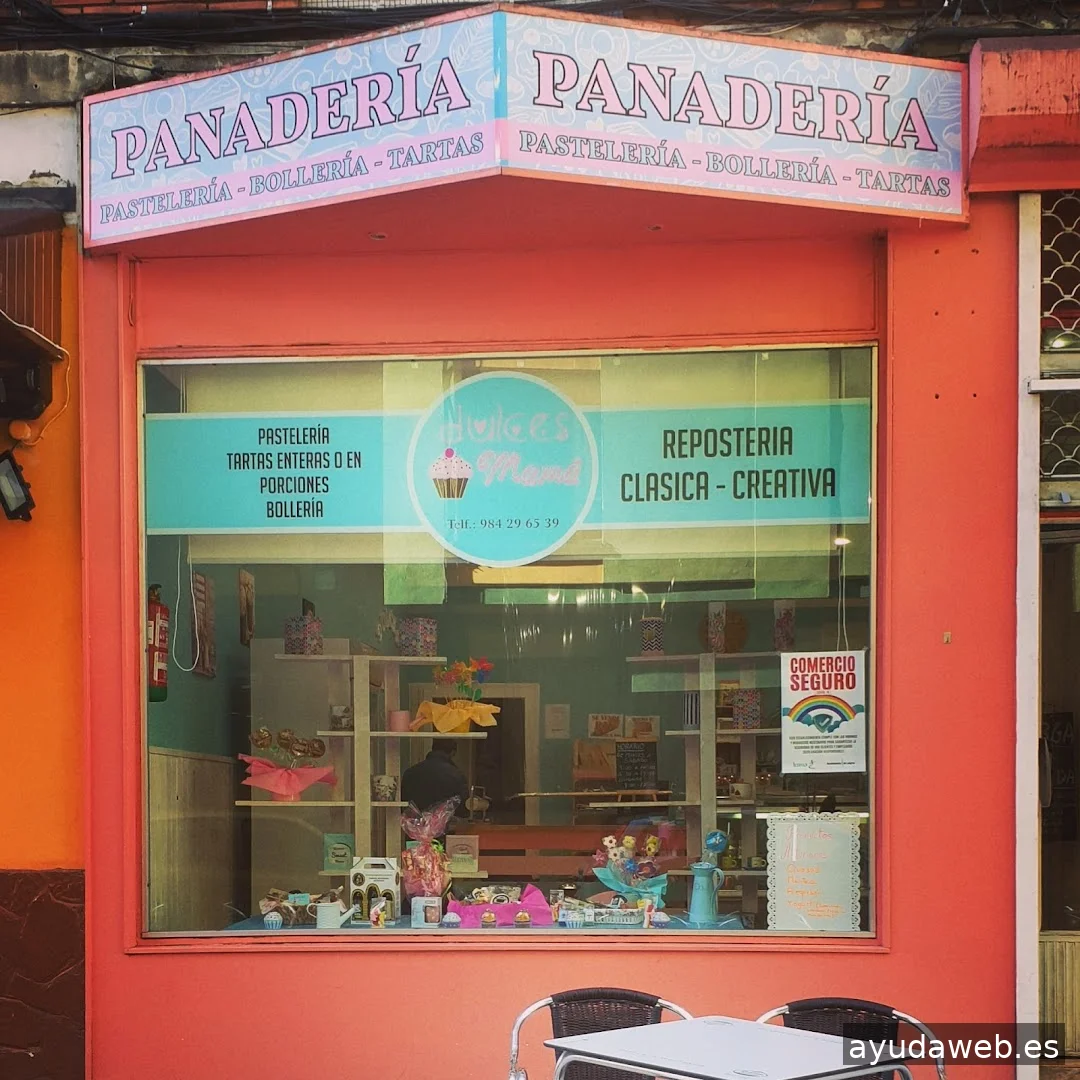 PANADERÍA
PASTELERÍA - BOLLERÍA - TARTAS
PANADERÍA
PASTELERÍA - BOLLERÍA - TARTAS
PASTELERÍA
TARTAS ENTERAS O EN
PORCIONES
BOLLERÍA
dulces
Mamá
Telf.: 984 29 65 39
REPOSTERIA
CLASICA - CREATIVA
COMERCIO
SEGURO
HORARIO
ayudaweb.es